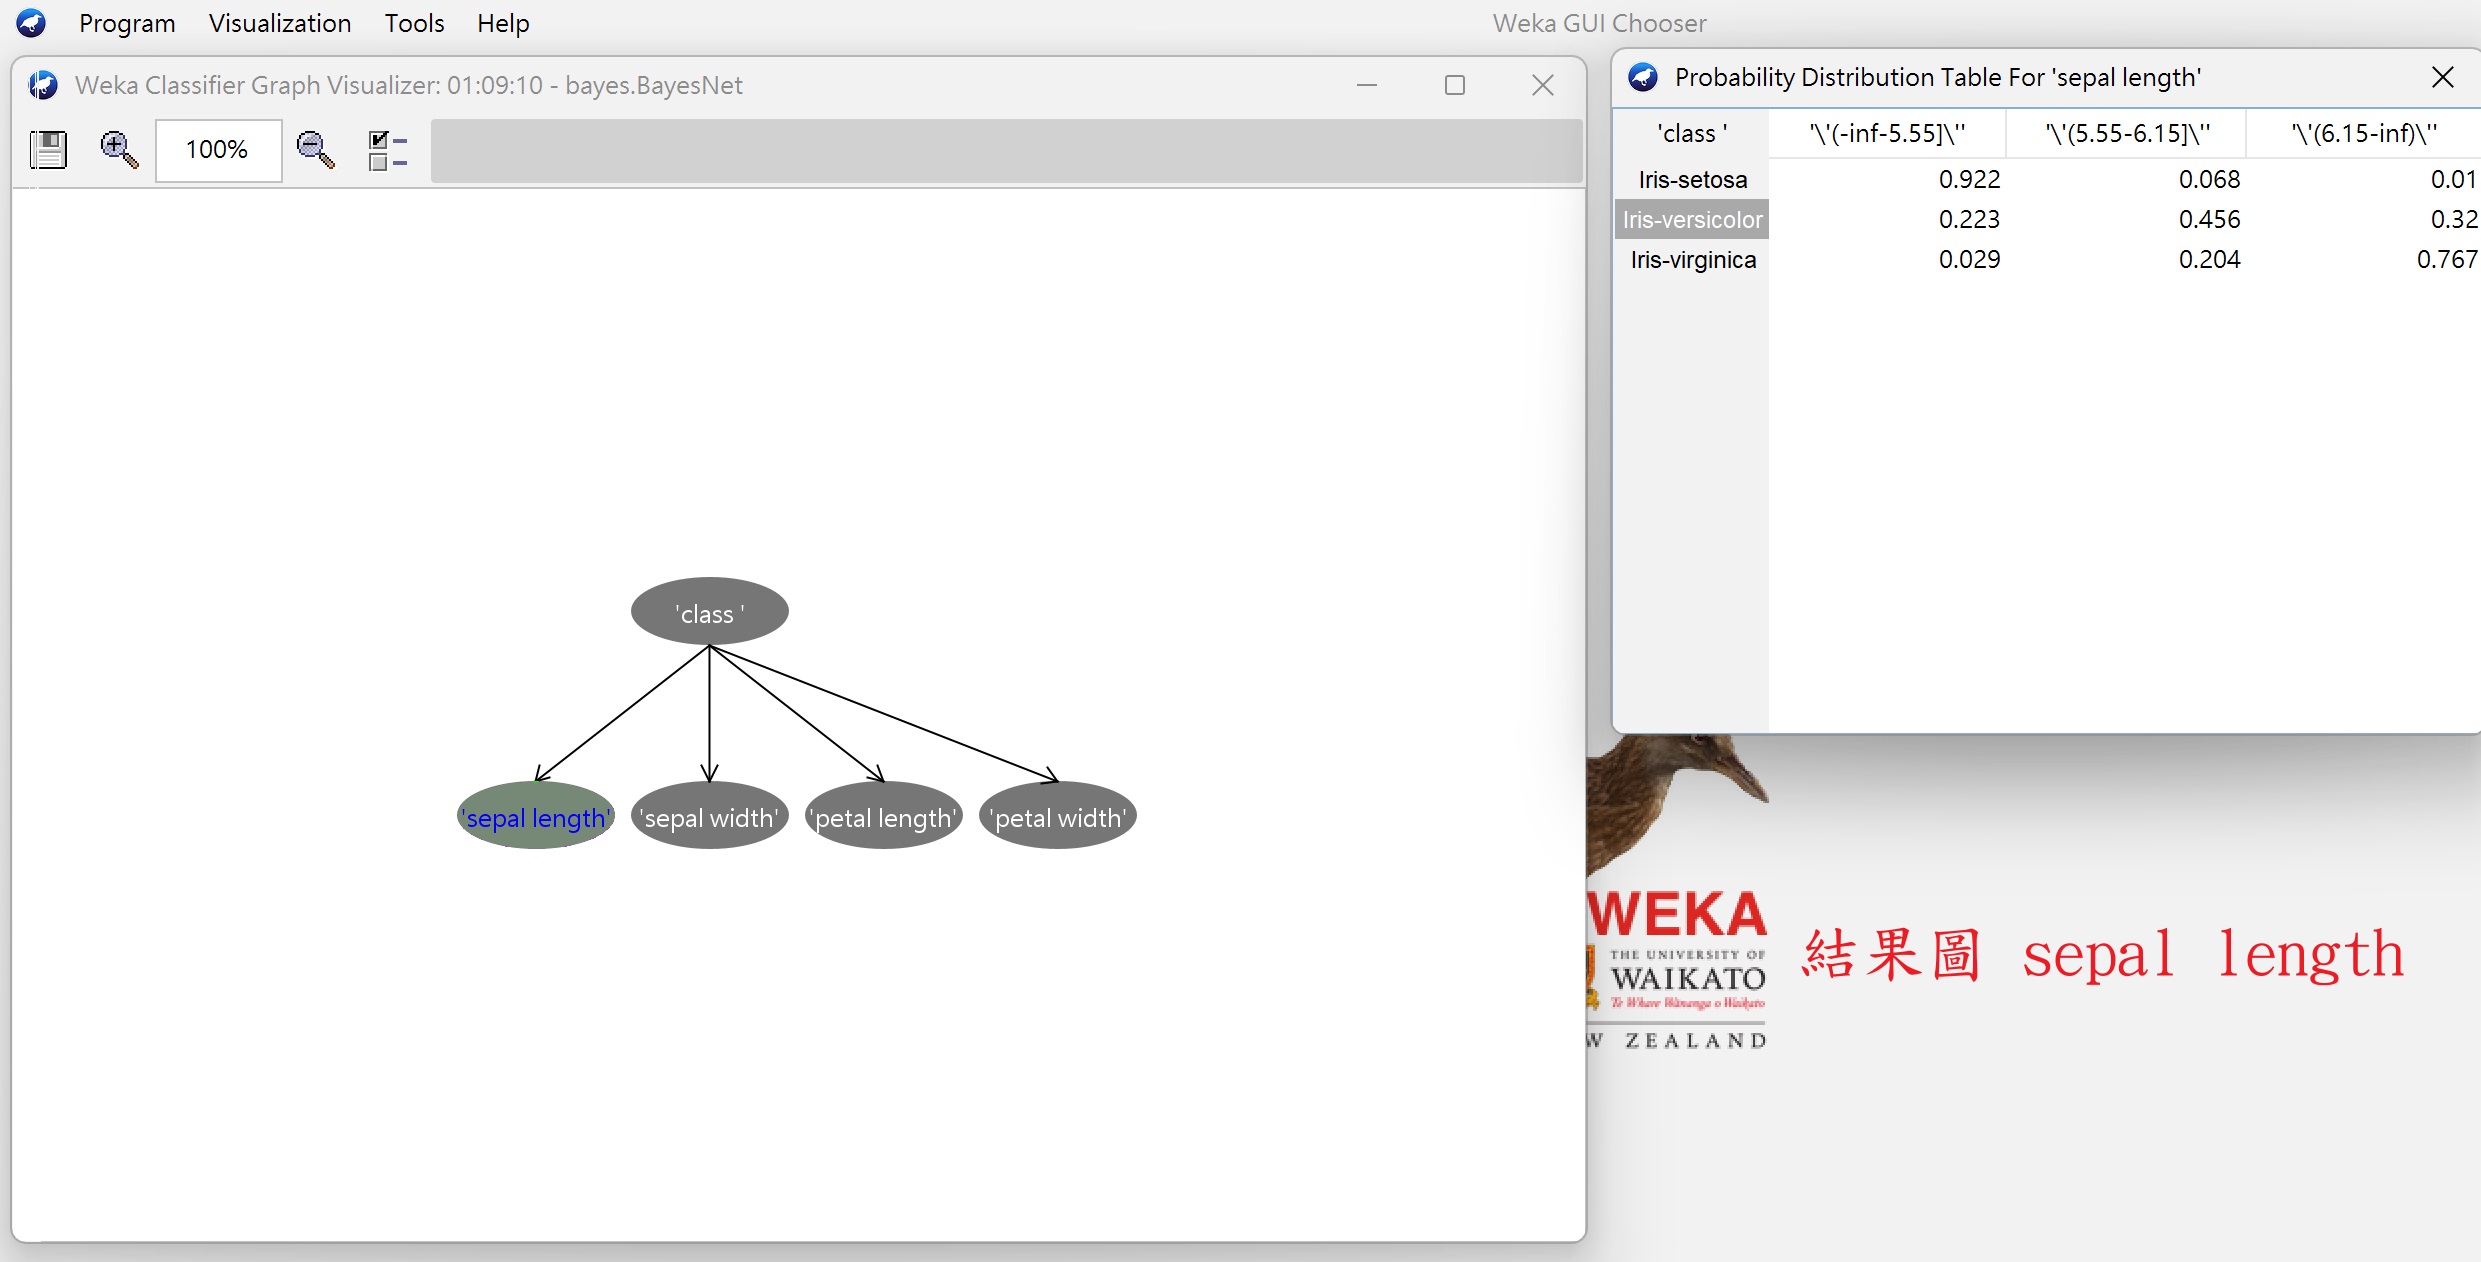 Program Visualization Tools Help Weka GUI Chooser
Weka Classifier Graph Visualizer: 01:09:10 - bayes.BayesNet
100%
'class '
'sepal length' 'sepal width' 'petal length' 'petal width'
Probability Distribution Table For 'sepal length'
'class ' '\'(-inf-5.55]\'' '\'(5.55-6.15]\'' '\'(6.15-inf)\''
Iris-setosa 0.922 0.068 0.01
Iris-versicolor 0.223 0.456 0.32
Iris-virginica 0.029 0.204 0.767
WEKA
THE UNIVERSITY OF
WAIKATO
Te Whare Wānanga o Waikato
W ZEALAND
結果圖 sepal length